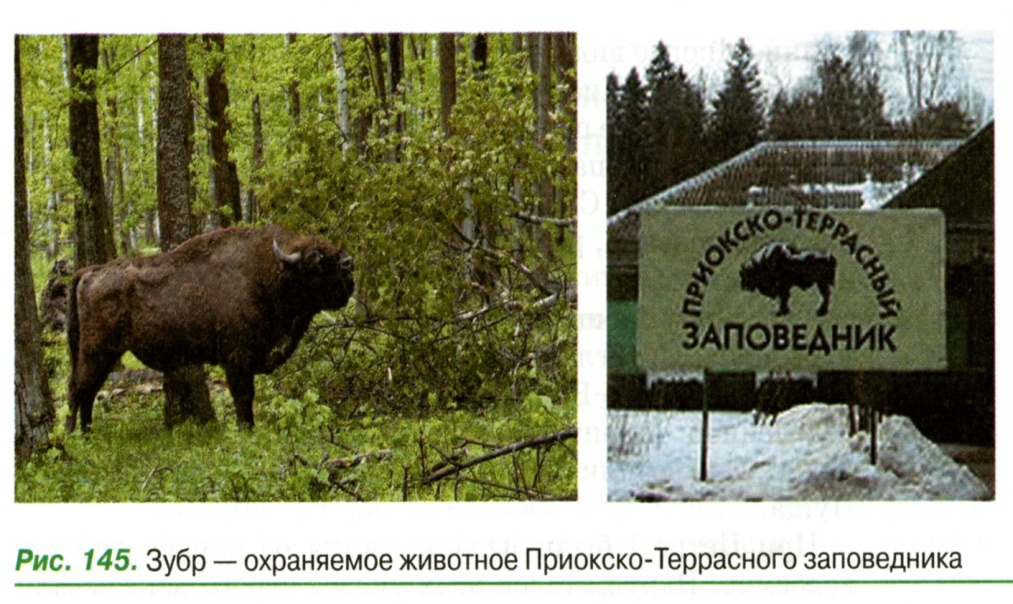 ПРИОКСКО-ТЕРРАСНЫЙ
ЗАПОВЕДНИК
Рис. 145. Зубр — охраняемое животное Приокско-Террасного заповедника